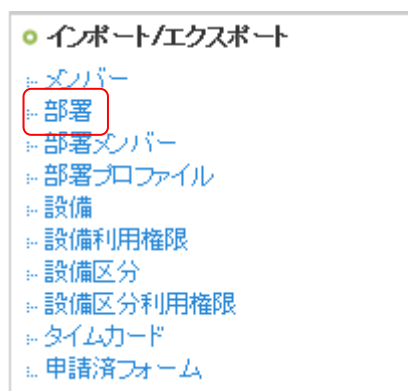 インポート/エクスポート
メンバー
部署
部署メンバー
部署プロファイル
設備
設備利用権限
設備区分
設備区分利用権限
タイムカード
申請済フォーム